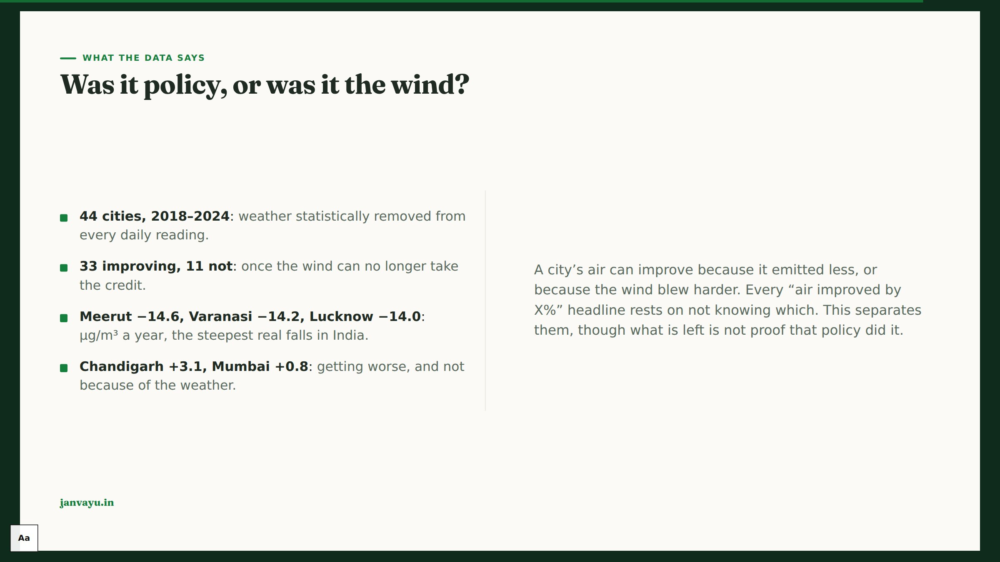 WHAT THE DATA SAYS
Was it policy, or was it the wind?
44 cities, 2018–2024: weather statistically removed from
every daily reading.
33 improving, 11 not: once the wind can no longer take
the credit.
Meerut −14.6, Varanasi −14.2, Lucknow −14.0:
µg/m³ a year, the steepest real falls in India.
Chandigarh +3.1, Mumbai +0.8: getting worse, and not
because of the weather.
A city’s air can improve because it emitted less, or
because the wind blew harder. Every “air improved by
X%” headline rests on not knowing which. This separates
them, though what is left is not proof that policy did it.
janvayu.in
Aa